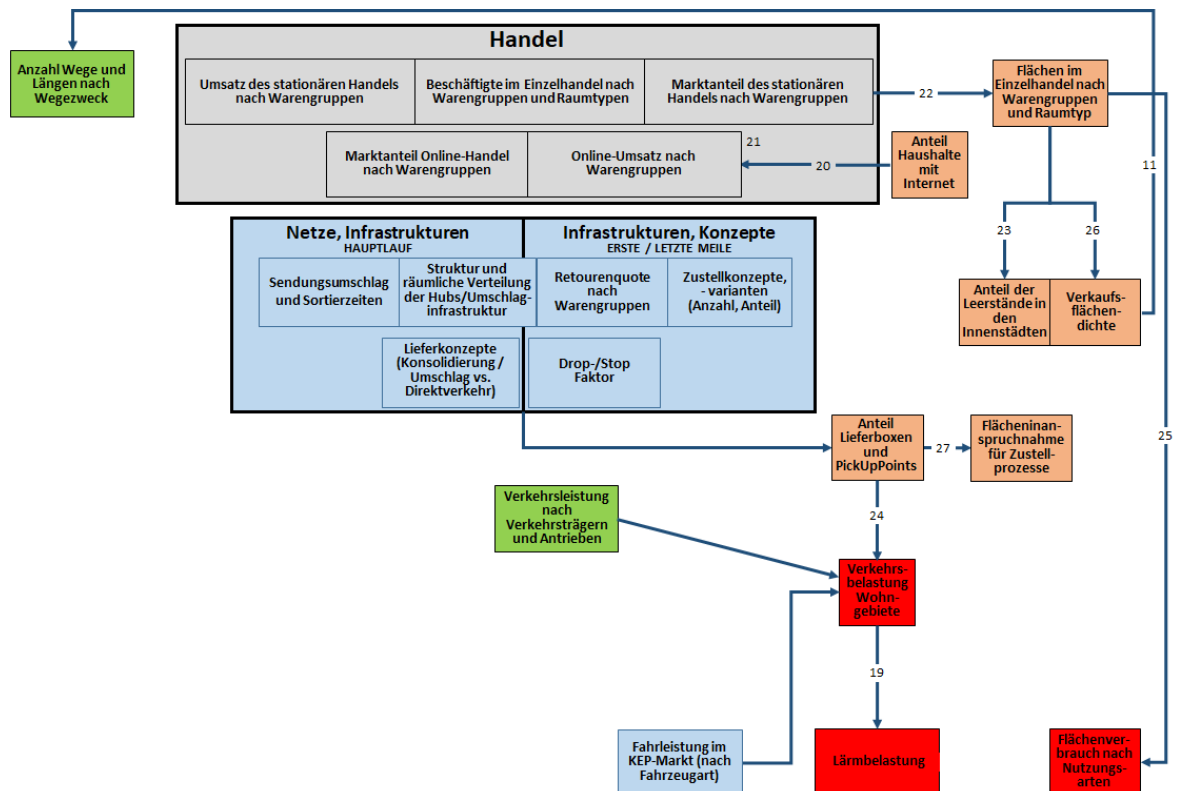 Handel
Anzahl Wege und
Längen nach
Wegezweck
Umsatz des stationären Handels
nach Warengruppen
Beschäftigte im Einzelhandel nach
Warengruppen und Raumtypen
Marktanteil des stationären
Handels nach Warengruppen
22
Flächen im
Einzelhandel nach
Warengruppen
und Raumtyp
Marktanteil Online-Handel
nach Warengruppen
Online-Umsatz nach
Warengruppen
21
20
Anteil
Haushalte
mit
Internet
11
Netze, Infrastrukturen
HAUPTLAUF
Infrastrukturen, Konzepte
ERSTE / LETZTE MEILE
23
26
Sendungsumschlag
und Sortierzeiten
Struktur und
räumliche Verteilung
der Hubs/Umschlag-
infrastruktur
Retourenquote
nach
Warengruppen
Zustellkonzepte,
- varianten
(Anzahl, Anteil)
Anteil der
Leerstände in
den
Innenstädten
Verkaufs-
flächen-
dichte
Lieferkonzepte
(Konsolidierung /
Umschlag vs.
Direktverkehr)
Drop-/Stop
Faktor
Anteil
Lieferboxen
und
PickUpPoints
27
Flächeninan-
spruchnahme
für Zustell-
prozesse
25
Verkehrsleistung
nach
Verkehrsträgern
und Antrieben
24
Verkehrs-
belastung
Wohn-
gebiete
19
Fahrleistung im
KEP-Markt (nach
Fahrzeugart)
Lärmbelastung
Flächenver-
brauch nach
Nutzungs-
arten